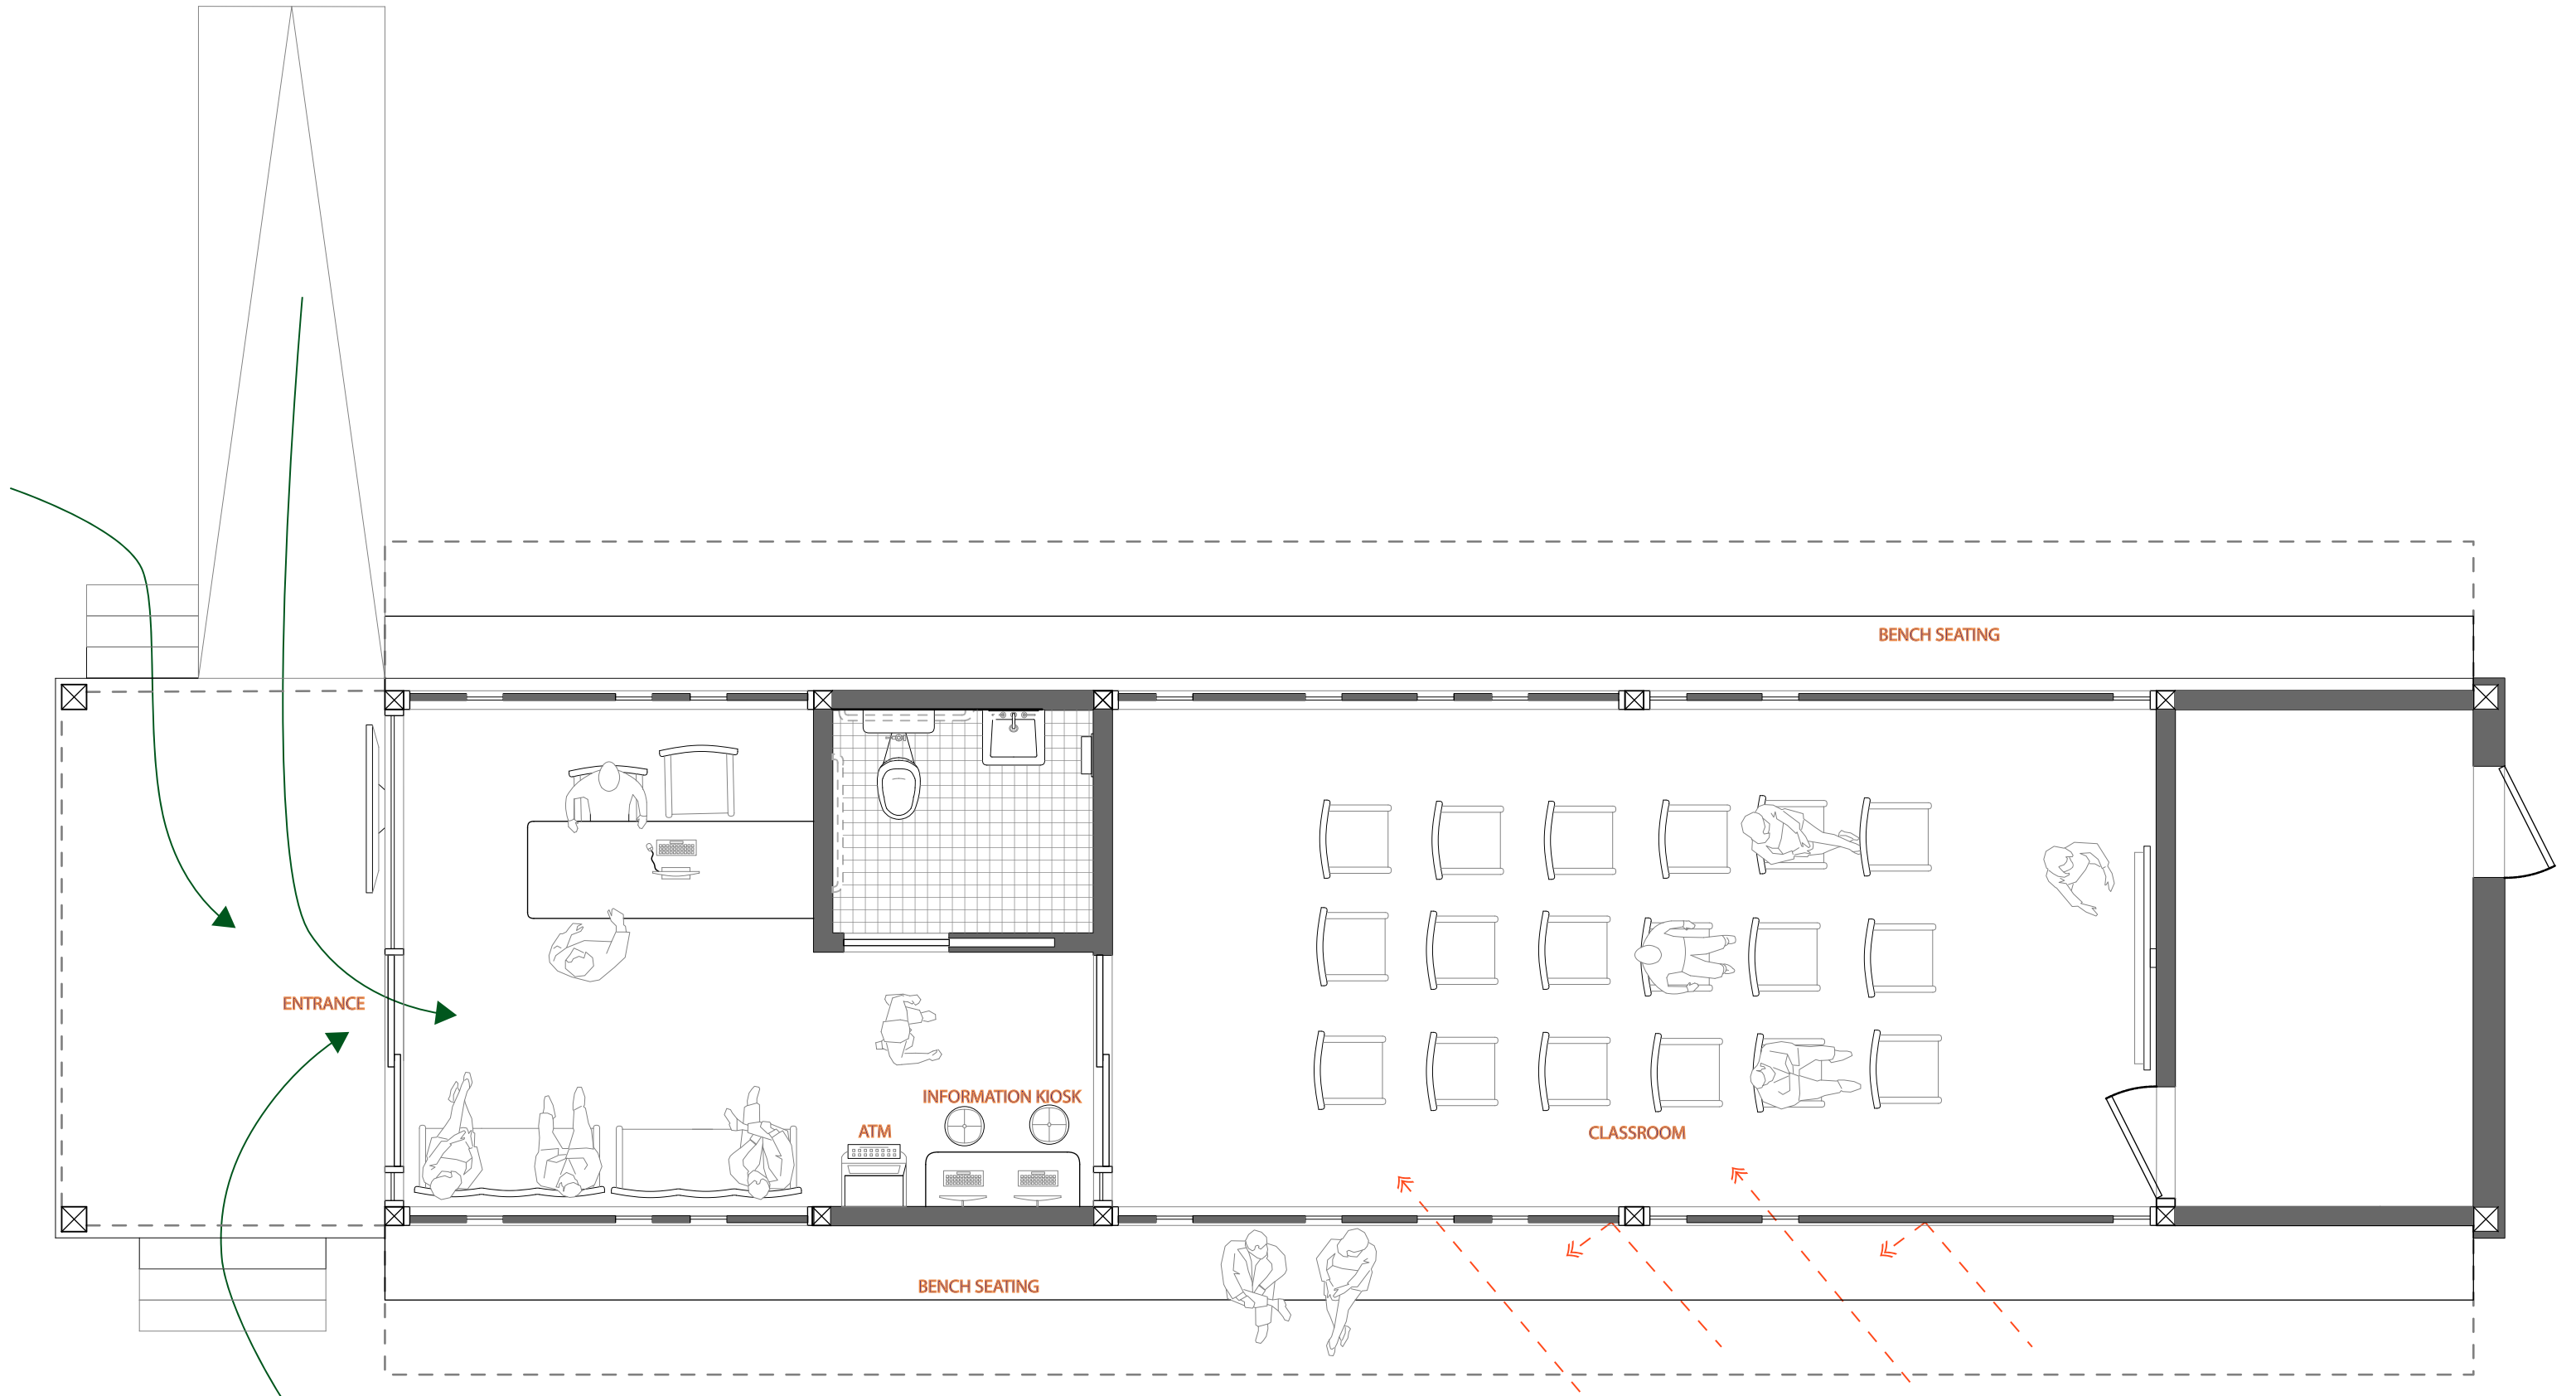 BENCH SEATING
ENTRANCE
INFORMATION KIOSK
ATM
CLASSROOM
BENCH SEATING